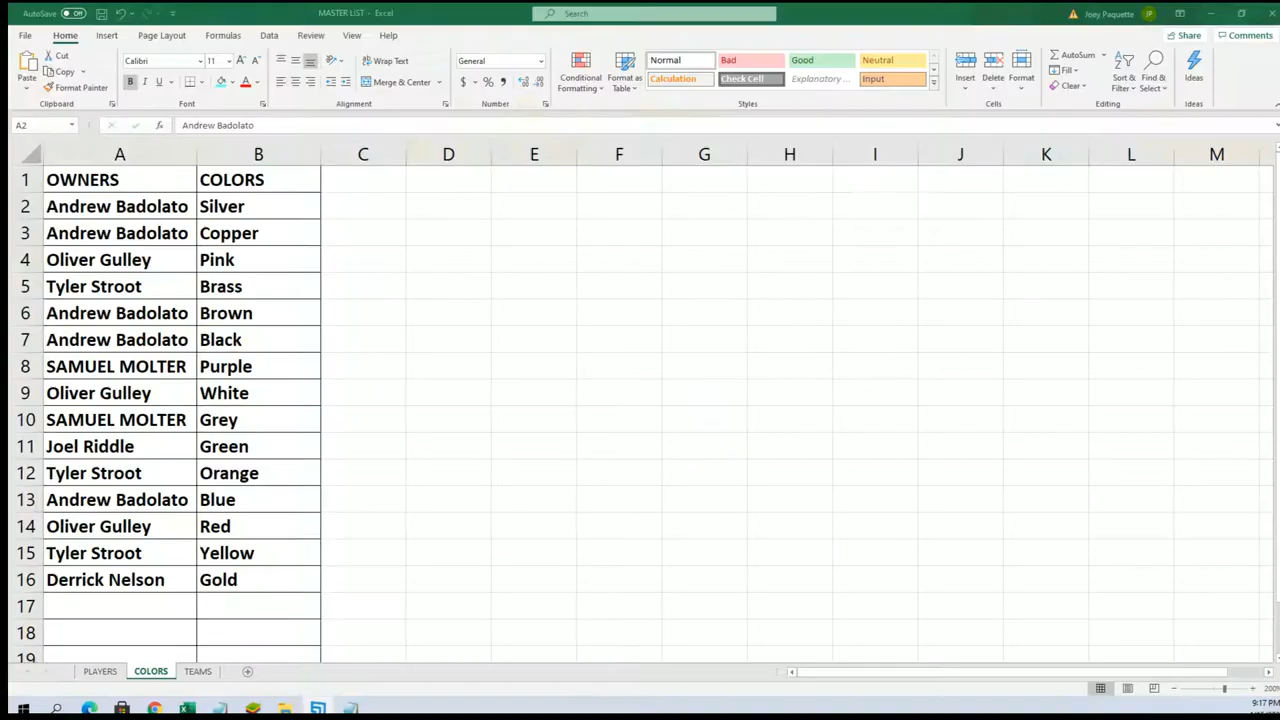 AutoSave Off MASTER LIST - Excel Search Joey Paquette JP
File Home Insert Page Layout Formulas Data Review View Help Share Comments
Paste Cut Copy Format Painter Clipboard
Calibri 11 A A B I U A Font
Wrap Text Merge & Center Alignment
General $ % , Number
Conditional Formatting Format as Table
Normal Bad Good Neutral
Calculation Check Cell Explanatory ... Input
Styles
Insert Delete Format Cells
AutoSum Fill Clear Sort & Filter Find & Select Editing
Ideas Ideas
A2 fx Andrew Badolato
A B C D E F G H I J K L M
1 OWNERS COLORS
2 Andrew Badolato Silver
3 Andrew Badolato Copper
4 Oliver Gulley Pink
5 Tyler Stroot Brass
6 Andrew Badolato Brown
7 Andrew Badolato Black
8 SAMUEL MOLTER Purple
9 Oliver Gulley White
10 SAMUEL MOLTER Grey
11 Joel Riddle Green
12 Tyler Stroot Orange
13 Andrew Badolato Blue
14 Oliver Gulley Red
15 Tyler Stroot Yellow
16 Derrick Nelson Gold
17
18
19
PLAYERS COLORS TEAMS
200%
9:17 PM